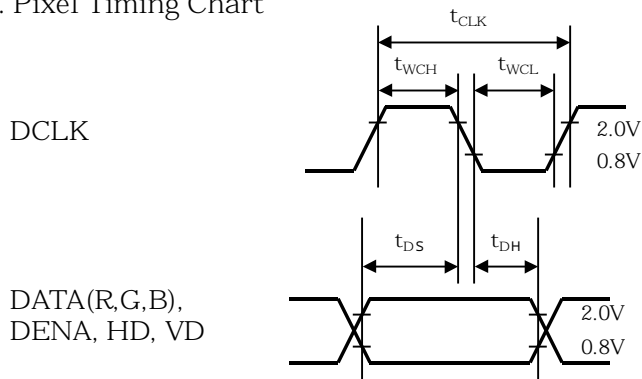 . Pixel Timing Chart
tCLK
tWCH tWCL
DCLK
2.0V
0.8V
tDS tDH
DATA(R,G,B),
DENA, HD, VD
2.0V
0.8V